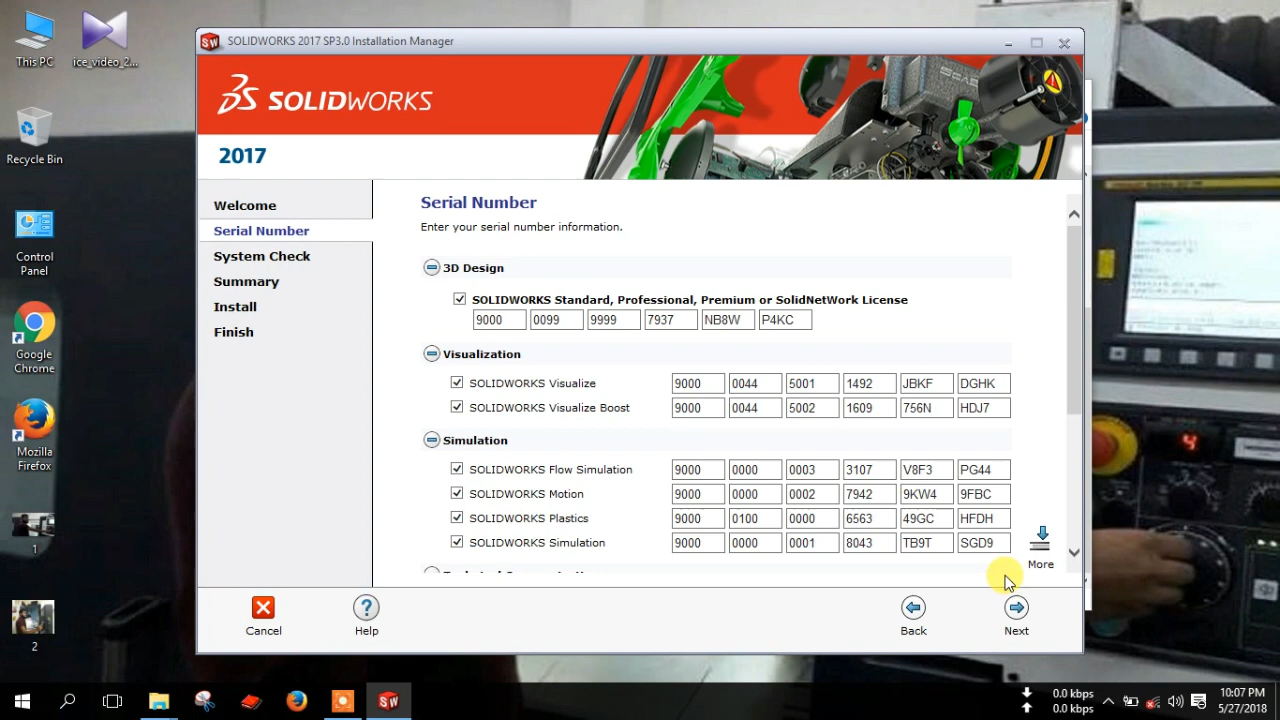 This PC
ice_video_2...
Recycle Bin
Control
Panel
Google
Chrome
Mozilla
Firefox
1
2
SOLIDWORKS 2017 SP3.0 Installation Manager
SOLIDWORKS
2017
Welcome
Serial Number
System Check
Summary
Install
Finish
Serial Number
Enter your serial number information.
3D Design
SOLIDWORKS Standard, Professional, Premium or SolidNetWork License
9000 0099 9999 7937 NB8W P4KC
Visualization
SOLIDWORKS Visualize 9000 0044 5001 1492 JBKF DGHK
SOLIDWORKS Visualize Boost 9000 0044 5002 1609 756N HDJ7
Simulation
SOLIDWORKS Flow Simulation 9000 0000 0003 3107 V8F3 PG44
SOLIDWORKS Motion 9000 0000 0002 7942 9KW4 9FBC
SOLIDWORKS Plastics 9000 0100 0000 6563 49GC HFDH
SOLIDWORKS Simulation 9000 0000 0001 8043 TB9T SGD9
More
Cancel
Help
Back
Next
0.0 kbps
0.0 kbps
10:07 PM
5/27/2018